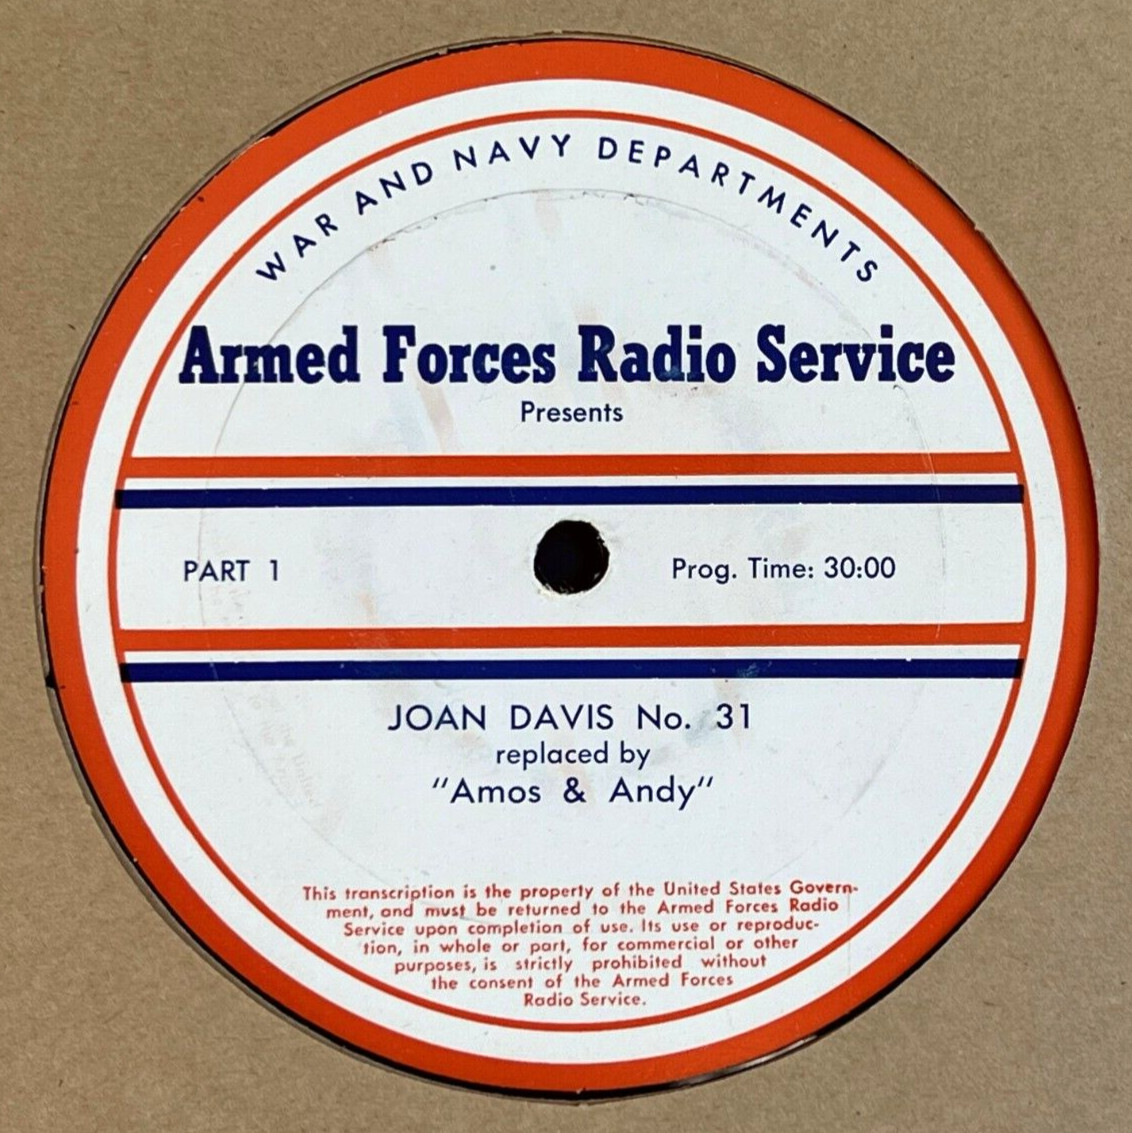 WAR AND NAVY DEPARTMENTS
Armed Forces Radio Service
Presents
PART 1 Prog. Time: 30:00
JOAN DAVIS No. 31
replaced by
"Amos & Andy"
This transcription is the property of the United States Govern-
ment, and must be returned to the Armed Forces Radio
Service upon completion of use. Its use or reproduc-
tion, in whole or part, for commercial or other
purposes, is strictly prohibited without
the consent of the Armed Forces
Radio Service.